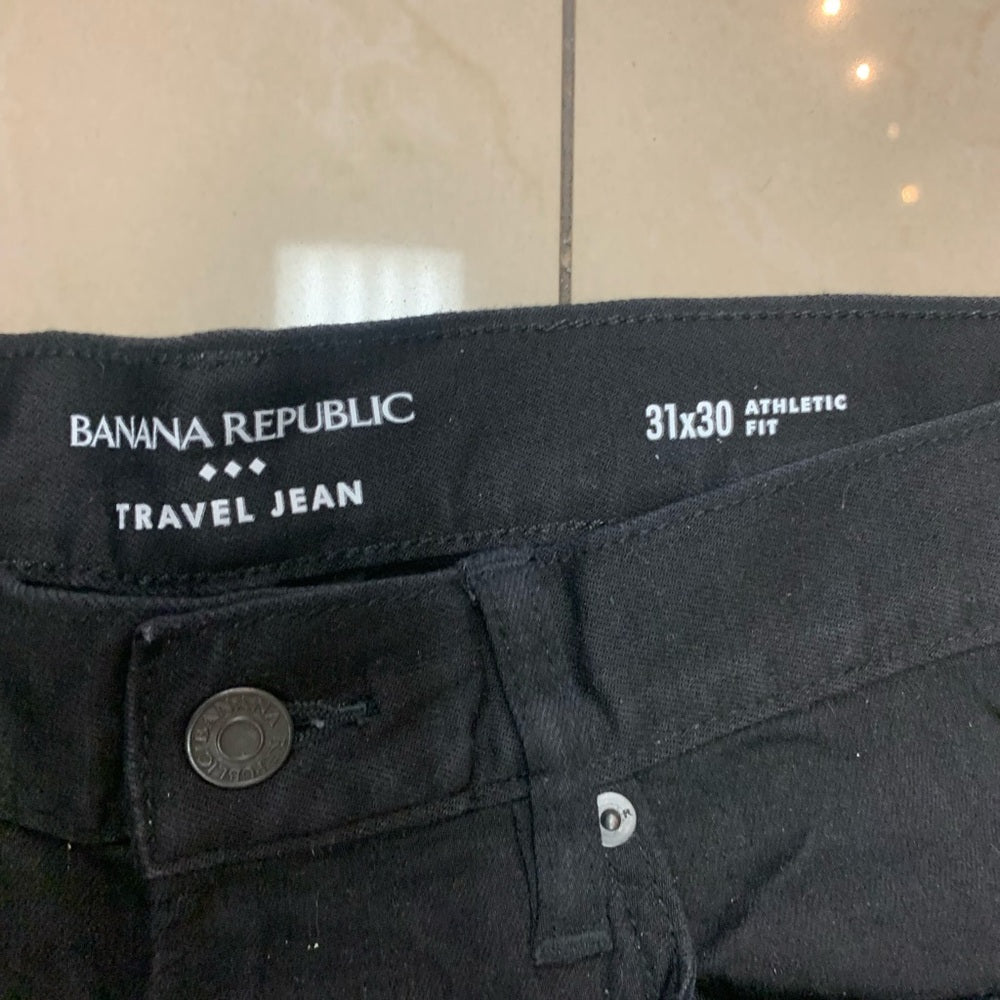 BANANA REPUBLIC
TRAVEL JEAN
31x30 ATHLETIC
FIT
BANANA REPUBLIC